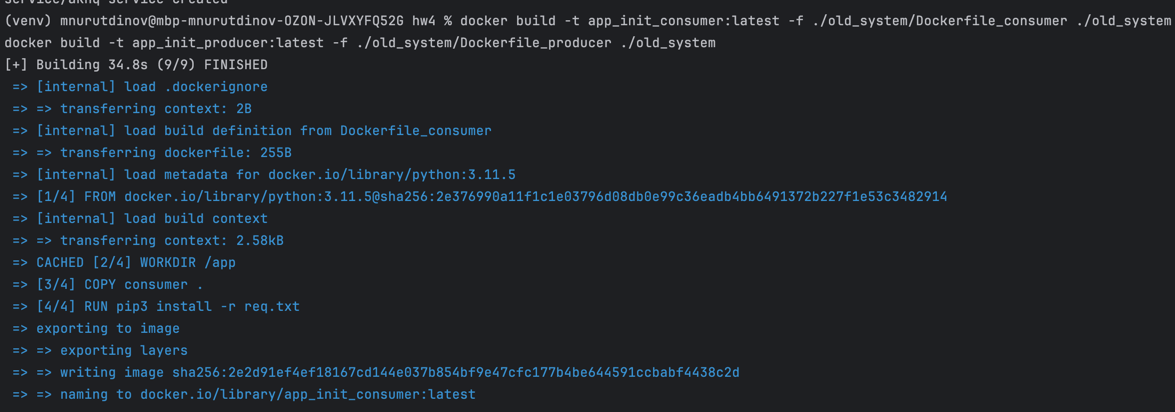 service/akhq service created
(venv) mnurutdinov@mbp-mnurutdinov-OZON-JLVXYFQ52G hw4 % docker build -t app_init_consumer:latest -f ./old_system/Dockerfile_consumer ./old_system
docker build -t app_init_producer:latest -f ./old_system/Dockerfile_producer ./old_system
[+] Building 34.8s (9/9) FINISHED
=> [internal] load .dockerignore
=> => transferring context: 2B
=> [internal] load build definition from Dockerfile_consumer
=> => transferring dockerfile: 255B
=> [internal] load metadata for docker.io/library/python:3.11.5
=> [1/4] FROM docker.io/library/python:3.11.5@sha256:2e376990a11f1c1e03796d08db0e99c36eadb4bb6491372b227f1e53c3482914
=> [internal] load build context
=> => transferring context: 2.58kB
=> CACHED [2/4] WORKDIR /app
=> [3/4] COPY consumer .
=> [4/4] RUN pip3 install -r req.txt
=> exporting to image
=> => exporting layers
=> => writing image sha256:2e2d91ef4ef18167cd144e037b854bf9e47cfc177b4be644591ccbabf4438c2d
=> => naming to docker.io/library/app_init_consumer:latest